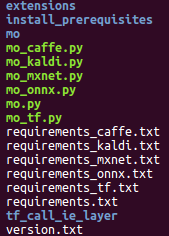 extensions
install_prerequisites
mo
mo_caffe.py
mo_kaldi.py
mo_mxnet.py
mo_onnx.py
mo.py
mo_tf.py
requirements_caffe.txt
requirements_kaldi.txt
requirements_mxnet.txt
requirements_onnx.txt
requirements_tf.txt
requirements.txt
tf_call_ie_layer
version.txt